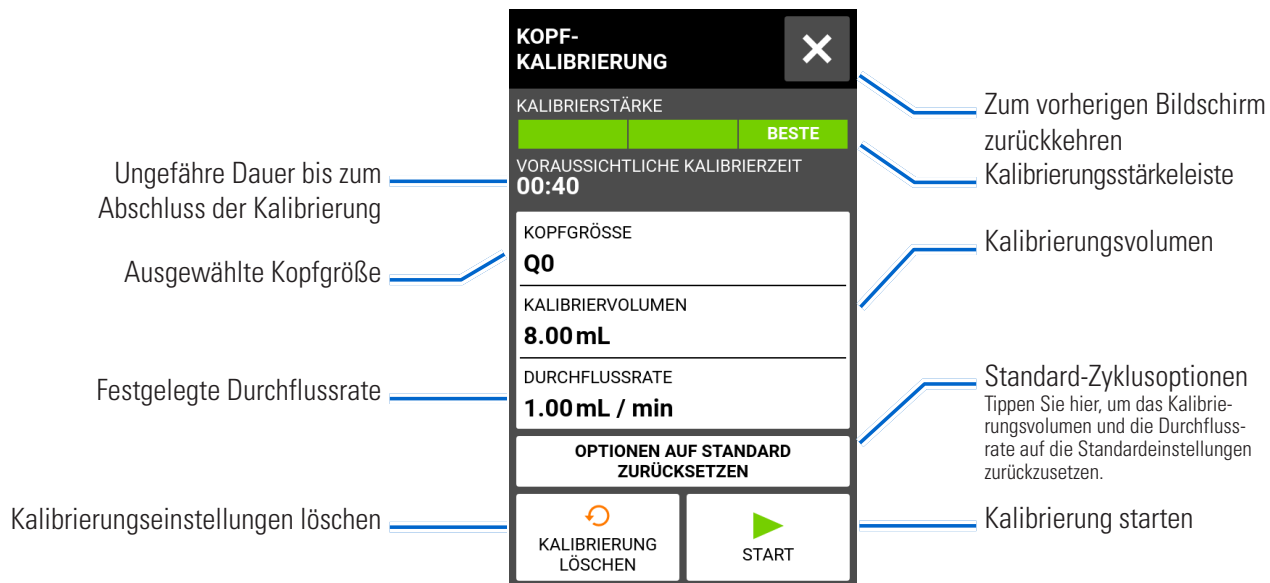 KOPF-
KALIBRIERUNG
KALIBRIERSTÄRKE
BESTE
VORAUSSICHTLICHE KALIBRIERZEIT
00:40
KOPFGRÖSSE
Q0
KALIBRIERVOLUMEN
8.00 mL
DURCHFLUSSRATE
1.00 mL / min
OPTIONEN AUF STANDARD
ZURÜCKSETZEN
KALIBRIERUNG
LÖSCHEN
START
Ungefähre Dauer bis zum
Abschluss der Kalibrierung
Ausgewählte Kopfgröße
Festgelegte Durchflussrate
Kalibrierungseinstellungen löschen
Zum vorherigen Bildschirm
zurückkehren
Kalibrierungsstärkeleiste
Kalibrierungsvolumen
Standard-Zyklusoptionen
Tippen Sie hier, um das Kalibrie-
rungsvolumen und die Durchfluss-
rate auf die Standardeinstellungen
zurückzusetzen.
Kalibrierung starten